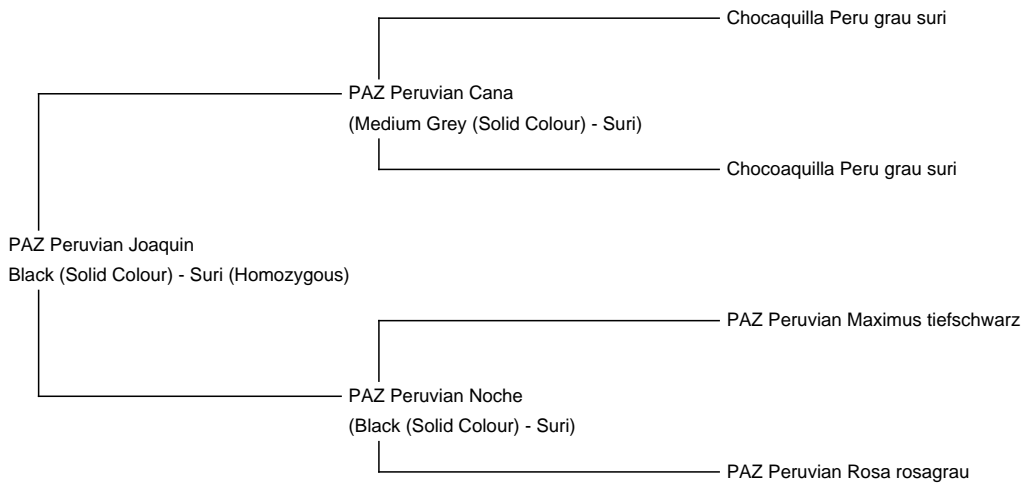 Chocaquilla Peru grau suri
PAZ Peruvian Cana
(Medium Grey (Solid Colour) - Suri)
Chocoaquilla Peru grau suri
PAZ Peruvian Joaquin
Black (Solid Colour) - Suri (Homozygous)
PAZ Peruvian Maximus tiefschwarz
PAZ Peruvian Noche
(Black (Solid Colour) - Suri)
PAZ Peruvian Rosa rosagrau